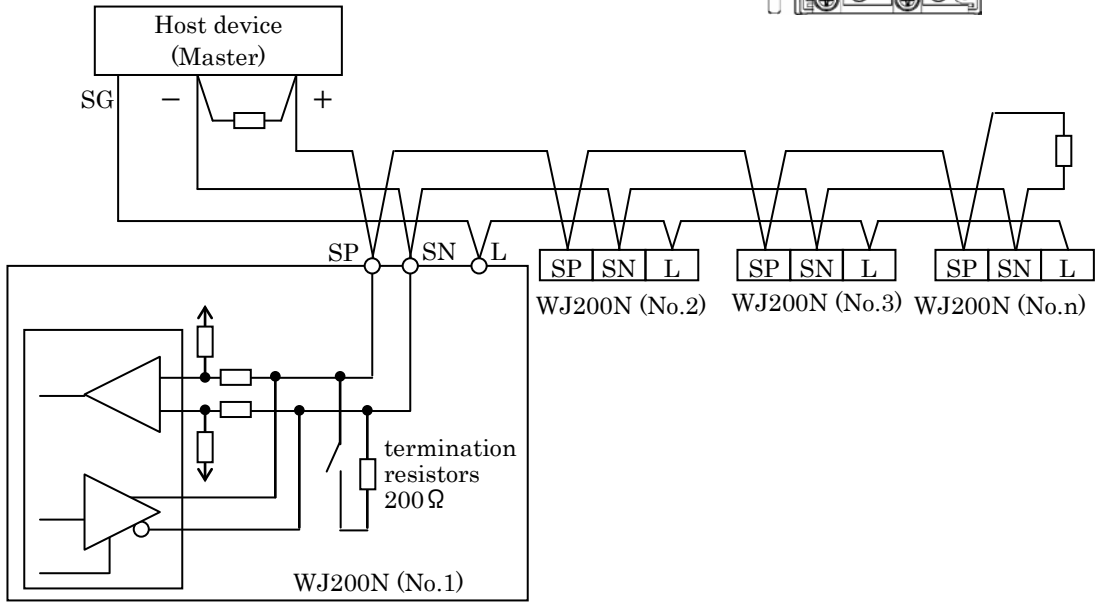 Host device
(Master)
SG － +
SP SN L
SP SN L
SP SN L
SP SN L
WJ200N (No.2)
WJ200N (No.3)
WJ200N (No.n)
termination
resistors
200Ω
WJ200N (No.1)